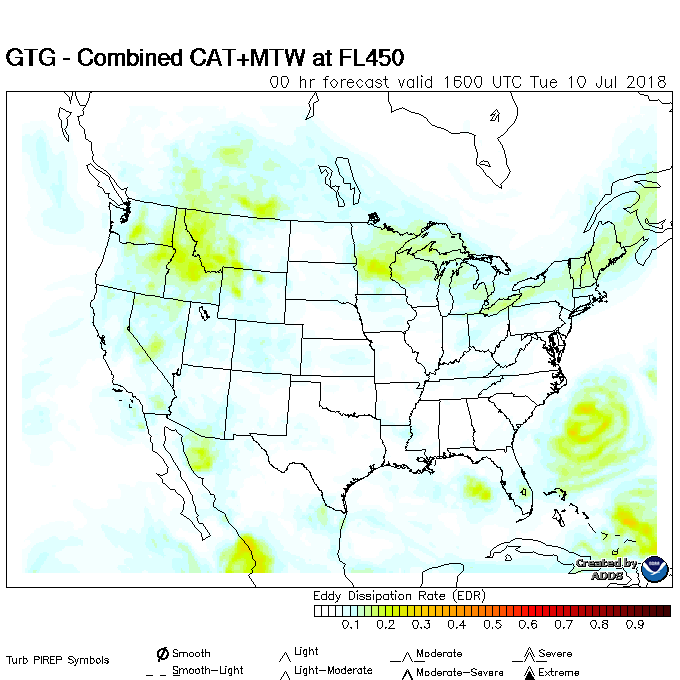 GTG - Combined CAT+MTW at FL450
00 hr forecast valid 1600 UTC Tue 10 Jul 2018
Created by
ADDS
Eddy Dissipation Rate (EDR)
0.1 0.2 0.3 0.4 0.5 0.6 0.7 0.8 0.9
Turb PIREP Symbols
Smooth Light Moderate Severe
Smooth-Light Light-Moderate Moderate-Severe Extreme